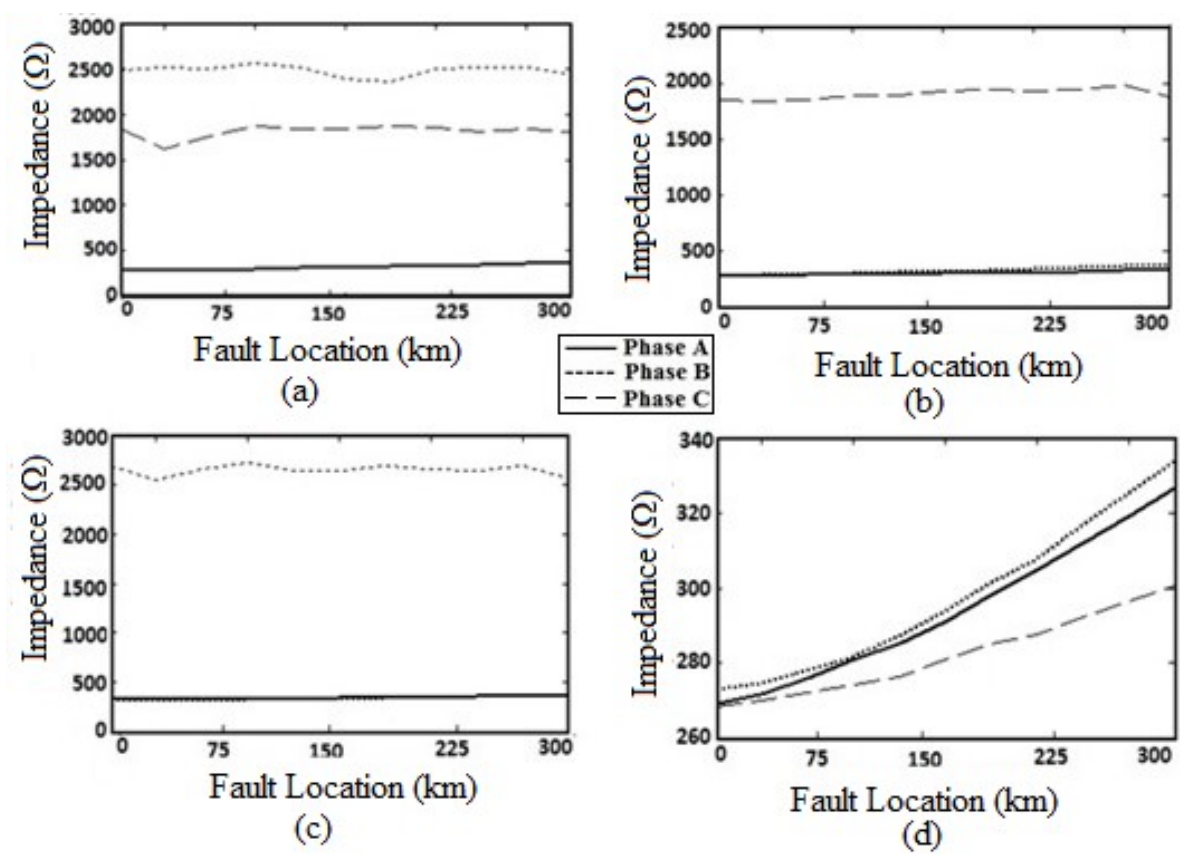 3000
2500
2000
1500
1000
500
0
Impedance (Ω)
0 75 150 225 300
Fault Location (km)
(a)
2500
2000
1500
1000
500
0
Impedance (Ω)
0 75 150 225 300
Fault Location (km)
(b)
Phase A
Phase B
Phase C
3000
2500
2000
1500
1000
500
0
Impedance (Ω)
0 75 150 225 300
Fault Location (km)
(c)
340
320
300
280
260
Impedance (Ω)
0 75 150 225 300
Fault Location (km)
(d)